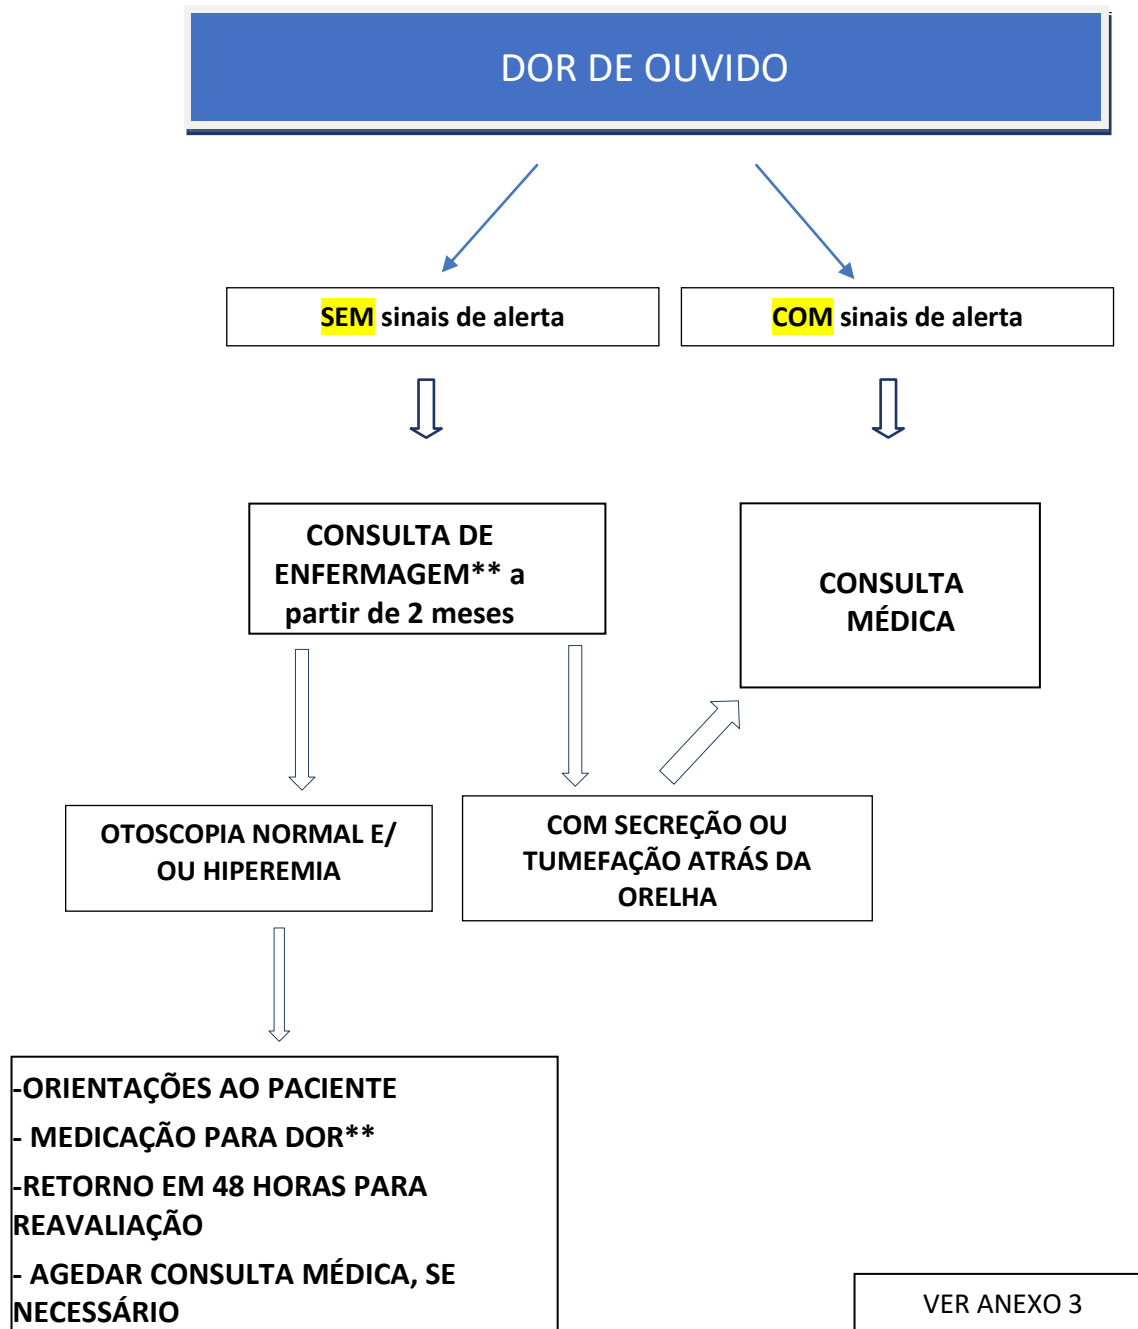 DOR DE OUVIDO
SEM sinais de alerta
COM sinais de alerta
CONSULTA DE
ENFERMAGEM** a
partir de 2 meses
CONSULTA
MÉDICA
OTOSCOPIA NORMAL E/
OU HIPEREMIA
COM SECREÇÃO OU
TUMEFAÇÃO ATRÁS DA
ORELHA
-ORIENTAÇÕES AO PACIENTE
- MEDICAÇÃO PARA DOR**
-RETORNO EM 48 HORAS PARA
REAVALIAÇÃO
- AGEDAR CONSULTA MÉDICA, SE
NECESSÁRIO
VER ANEXO 3